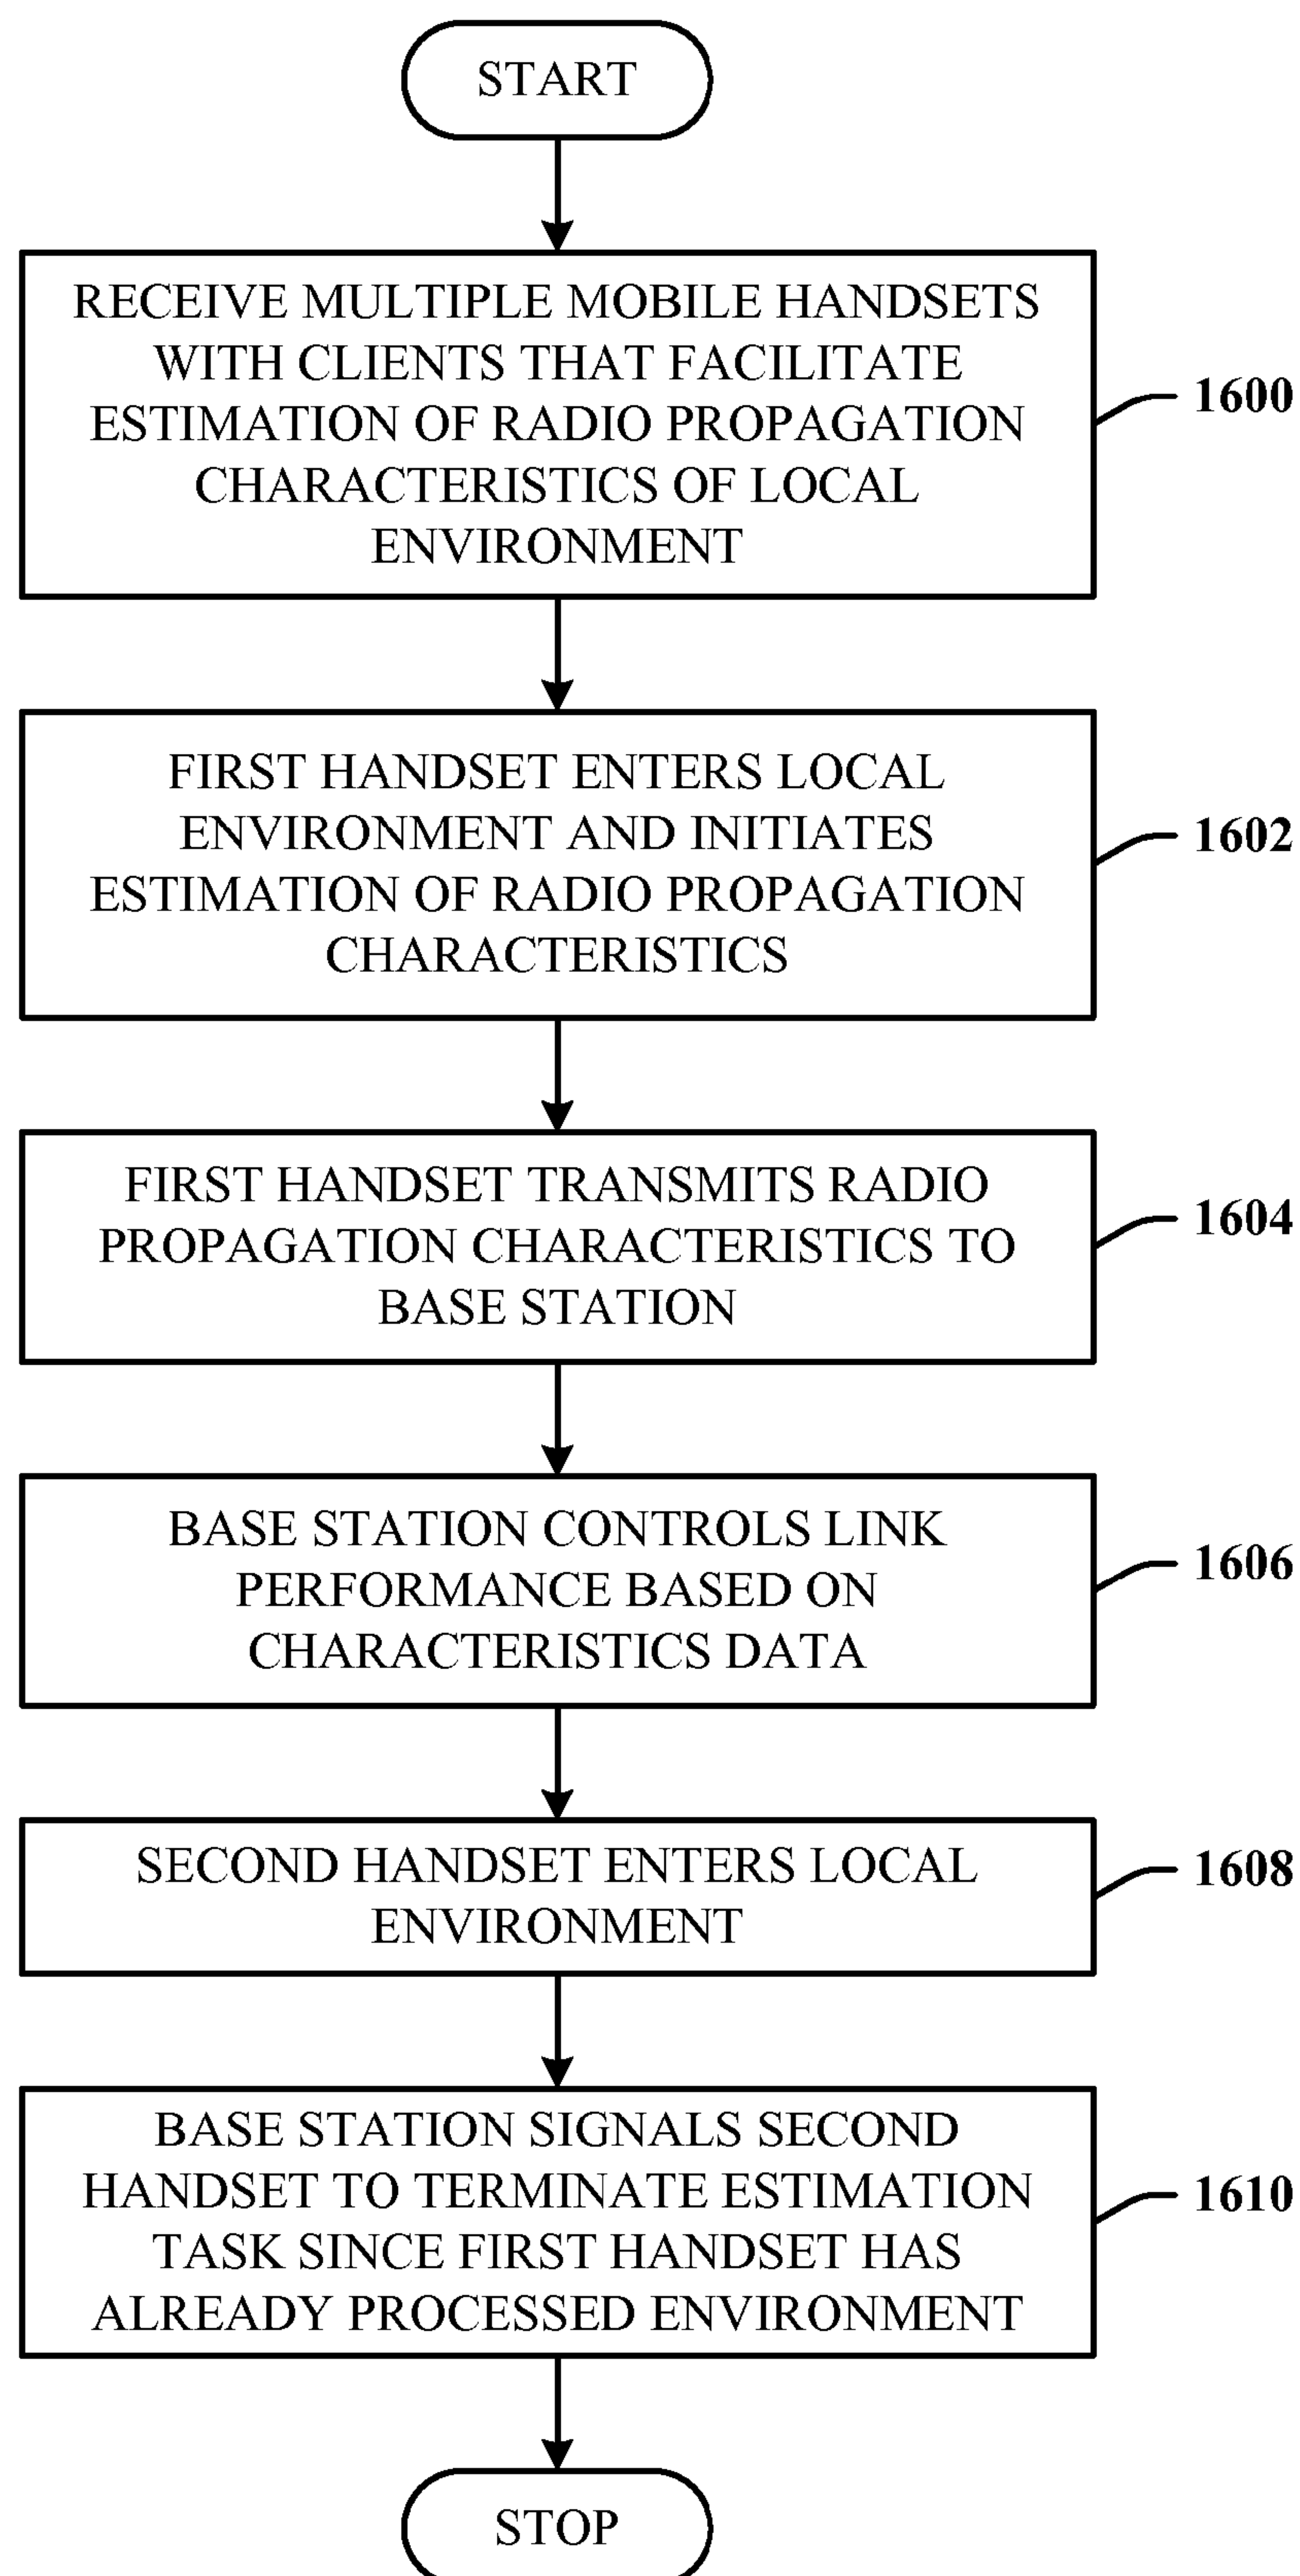 START
RECEIVE MULTIPLE MOBILE HANDSETS
WITH CLIENTS THAT FACILITATE
ESTIMATION OF RADIO PROPAGATION
CHARACTERISTICS OF LOCAL
ENVIRONMENT
1600
FIRST HANDSET ENTERS LOCAL
ENVIRONMENT AND INITIATES
ESTIMATION OF RADIO PROPAGATION
CHARACTERISTICS
1602
FIRST HANDSET TRANSMITS RADIO
PROPAGATION CHARACTERISTICS TO
BASE STATION
1604
BASE STATION CONTROLS LINK
PERFORMANCE BASED ON
CHARACTERISTICS DATA
1606
SECOND HANDSET ENTERS LOCAL
ENVIRONMENT
1608
BASE STATION SIGNALS SECOND
HANDSET TO TERMINATE ESTIMATION
TASK SINCE FIRST HANDSET HAS
ALREADY PROCESSED ENVIRONMENT
1610
STOP